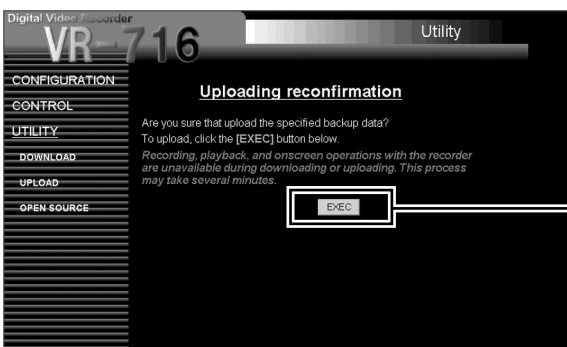 Digital Video Recorder
VR-716
Utility
CONFIGURATION
CONTROL
UTILITY
DOWNLOAD
UPLOAD
OPEN SOURCE
Uploading reconfirmation
Are you sure that upload the specified backup data?
To upload, click the [EXEC] button below.
Recording, playback, and onscreen operations with the recorder
are unavailable during downloading or uploading. This process
may take several minutes.
EXEC